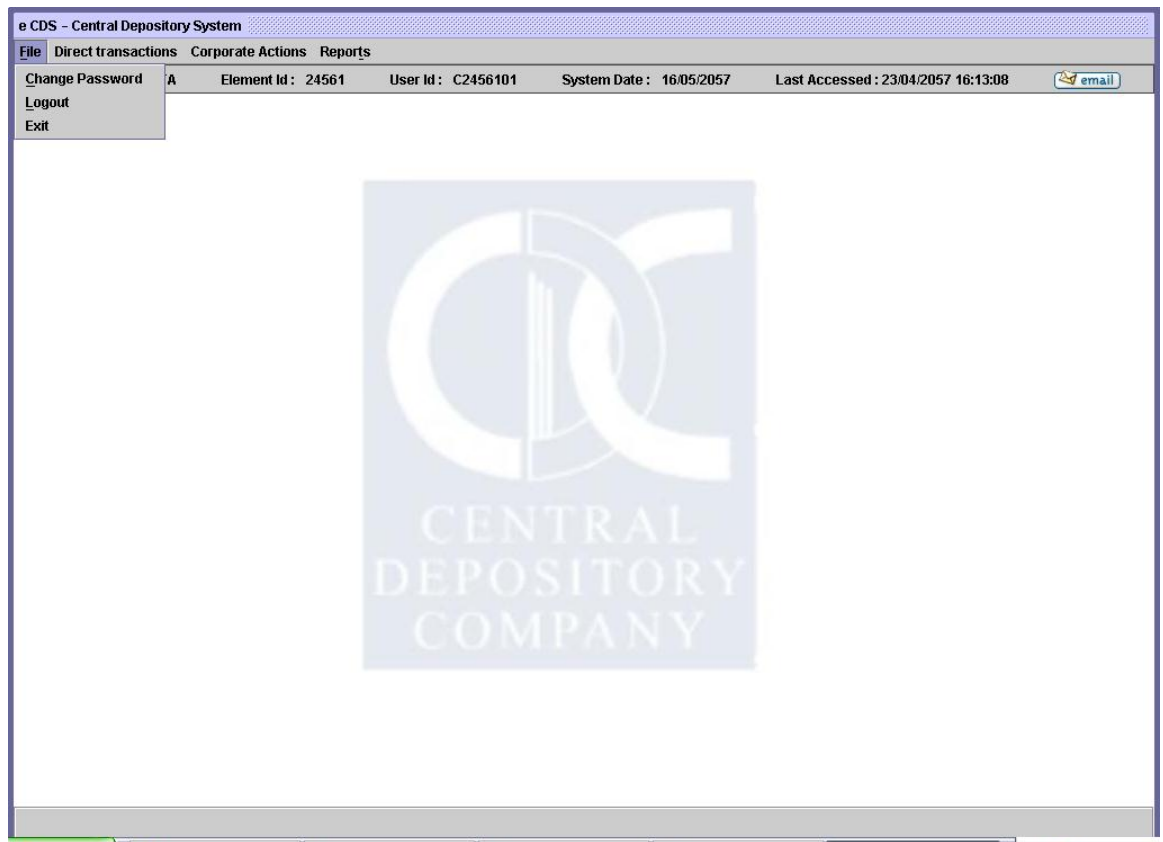 e CDS – Central Depository System
File Direct transactions Corporate Actions Reports
Change Password A Element Id : 24561 User Id : C2456101 System Date : 16/05/2057 Last Accessed : 23/04/2057 16:13:08 email
Logout
Exit
CDC
CENTRAL
DEPOSITORY
COMPANY